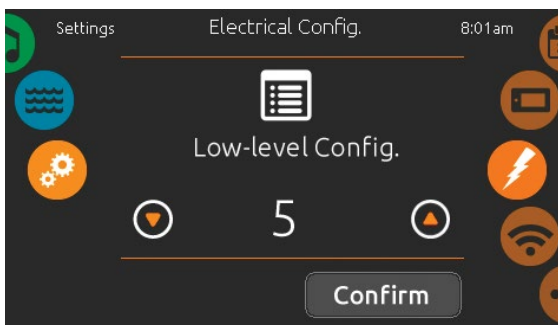 Settings
Electrical Config.
8:01am
Low-level Config.
5
Confirm